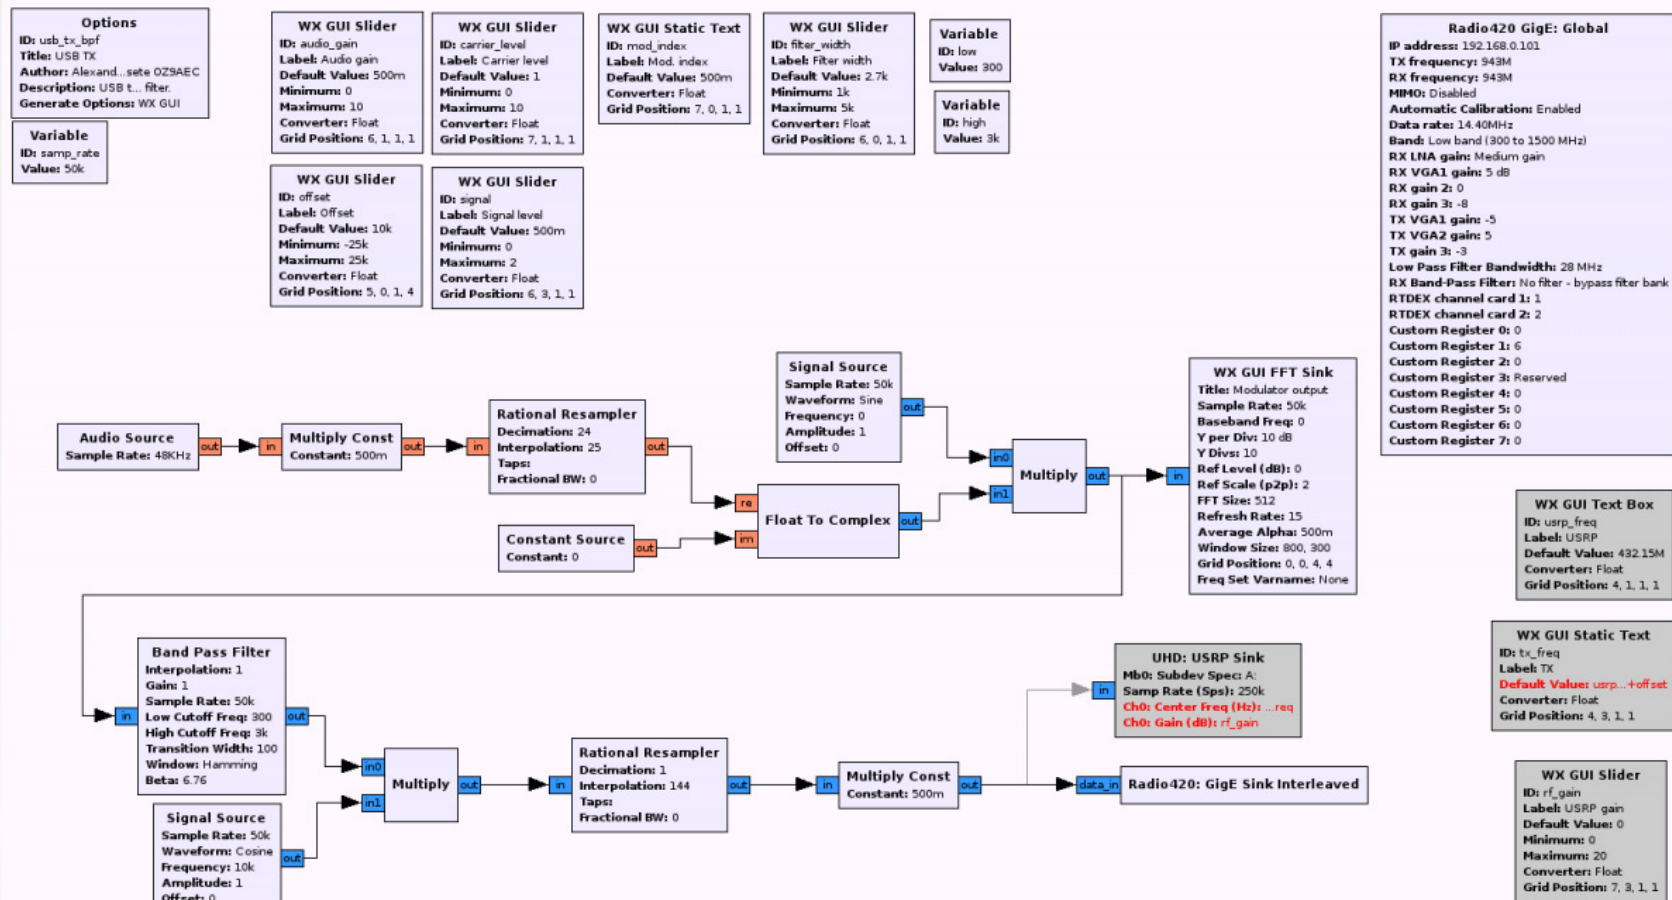 Options
ID: usb_tx_bpf
Title: USB TX
Author: Alexand...sete OZ9AEC
Description: USB t... filter.
Generate Options: WX GUI
Variable
ID: samp_rate
Value: 50k
WX GUI Slider
ID: audio_gain
Label: Audio gain
Default Value: 500m
Minimum: 0
Maximum: 10
Converter: Float
Grid Position: 6, 1, 1, 1
WX GUI Slider
ID: carrier_level
Label: Carrier level
Default Value: 1
Minimum: 0
Maximum: 10
Converter: Float
Grid Position: 7, 1, 1, 1
WX GUI Static Text
ID: mod_index
Label: Mod. index
Default Value: 500m
Converter: Float
Grid Position: 7, 0, 1, 1
WX GUI Slider
ID: filter_width
Label: Filter width
Default Value: 2.7k
Minimum: 1k
Maximum: 5k
Converter: Float
Grid Position: 6, 0, 1, 1
Variable
ID: low
Value: 300
Variable
ID: high
Value: 3k
WX GUI Slider
ID: offset
Label: Offset
Default Value: 10k
Minimum: -25k
Maximum: 25k
Converter: Float
Grid Position: 5, 0, 1, 4
WX GUI Slider
ID: signal
Label: Signal level
Default Value: 500m
Minimum: 0
Maximum: 2
Converter: Float
Grid Position: 6, 3, 1, 1
Radio420 GigE: Global
IP address: 192.168.0.101
TX frequency: 943M
RX frequency: 943M
MIMO: Disabled
Automatic Calibration: Enabled
Data rate: 14.40MHz
Band: Low band (300 to 1500 MHz)
RX LNA gain: Medium gain
RX VGA1 gain: 5 dB
RX gain 2: 0
RX gain 3: -8
TX VGA1 gain: -5
TX VGA2 gain: 5
TX gain 3: -3
Low Pass Filter Bandwidth: 28 MHz
RX Band-Pass Filter: No filter - bypass filter bank
RTDEX channel card 1: 1
RTDEX channel card 2: 2
Custom Register 0: 0
Custom Register 1: 6
Custom Register 2: 0
Custom Register 3: Reserved
Custom Register 4: 0
Custom Register 5: 0
Custom Register 6: 0
Custom Register 7: 0
Audio Source
Sample Rate: 48KHz
out
in
Multiply Const
Constant: 500m
out
in
Rational Resampler
Decimation: 24
Interpolation: 25
Taps:
Fractional BW: 0
out
Constant Source
Constant: 0
out
re
im
Float To Complex
out
Signal Source
Sample Rate: 50k
Waveform: Sine
Frequency: 0
Amplitude: 1
Offset: 0
out
in0
in1
Multiply
out
in
WX GUI FFT Sink
Title: Modulator output
Sample Rate: 50k
Baseband Freq: 0
Y per Div: 10 dB
Y Divs: 10
Ref Level (dB): 0
Ref Scale (p2p): 2
FFT Size: 512
Refresh Rate: 15
Average Alpha: 500m
Window Size: 800, 300
Grid Position: 0, 0, 4, 4
Freq Set Varname: None
WX GUI Text Box
ID: usrp_freq
Label: USRP
Default Value: 432.15M
Converter: Float
Grid Position: 4, 1, 1, 1
WX GUI Static Text
ID: tx_freq
Label: TX
Default Value: usrp...+offset
Converter: Float
Grid Position: 4, 3, 1, 1
WX GUI Slider
ID: rf_gain
Label: USRP gain
Default Value: 0
Minimum: 0
Maximum: 20
Converter: Float
Grid Position: 7, 3, 1, 1
in
Band Pass Filter
Interpolation: 1
Gain: 1
Sample Rate: 50k
Low Cutoff Freq: 300
High Cutoff Freq: 3k
Transition Width: 100
Window: Hamming
Beta: 6.76
out
Signal Source
Sample Rate: 50k
Waveform: Cosine
Frequency: 10k
Amplitude: 1
Offset: 0
out
in0
in1
Multiply
out
in
Rational Resampler
Decimation: 1
Interpolation: 144
Taps:
Fractional BW: 0
out
in
Multiply Const
Constant: 500m
out
in
UHD: USRP Sink
Mb0: Subdev Spec: A:
Samp Rate (Sps): 250k
Ch0: Center Freq (Hz): ...req
Ch0: Gain (dB): rf_gain
data_in
Radio420: GigE Sink Interleaved